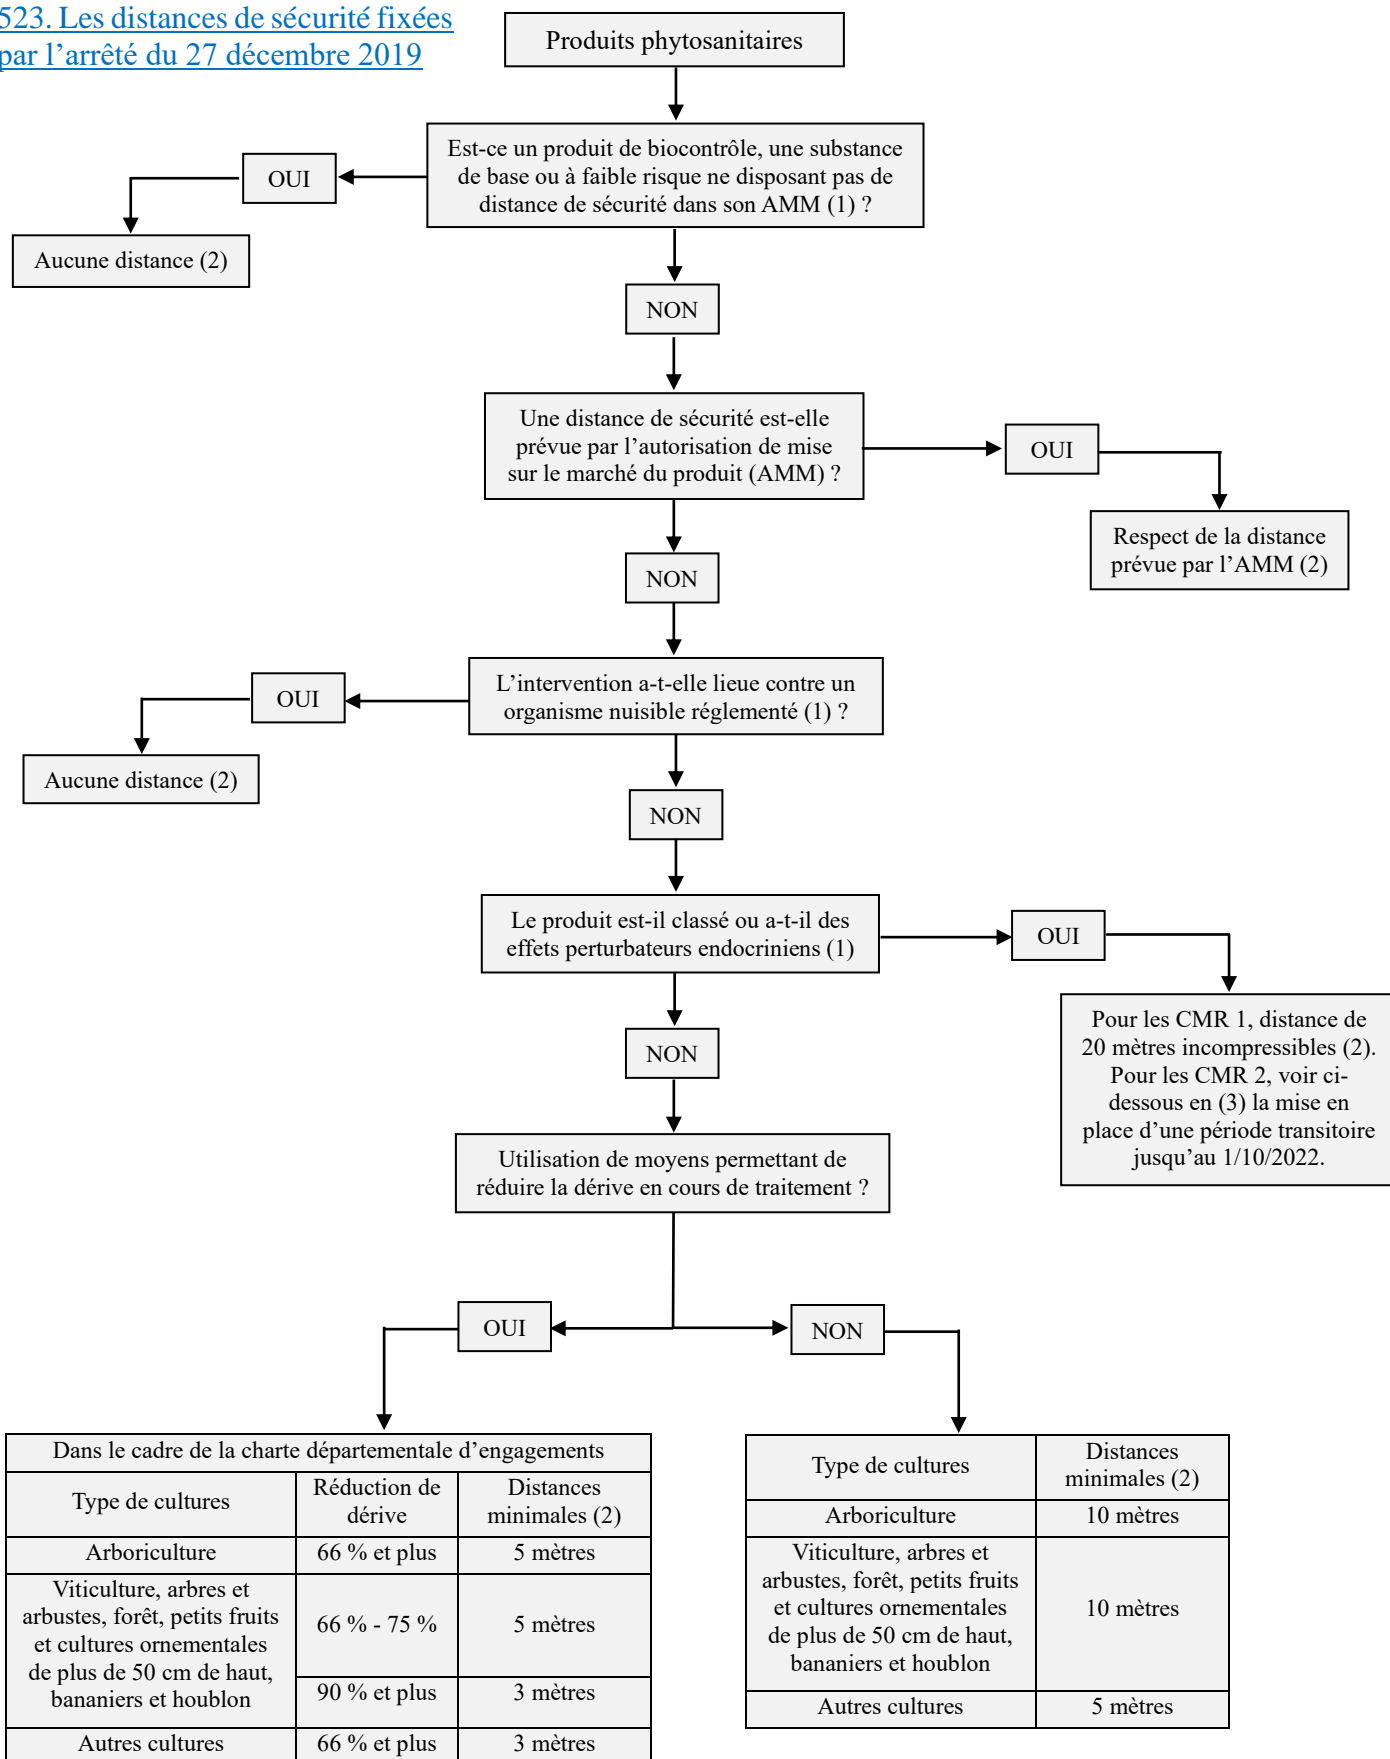 523. Les distances de sécurité fixées
par l’arrêté du 27 décembre 2019
Produits phytosanitaires
Est-ce un produit de biocontrôle, une substance
de base ou à faible risque ne disposant pas de
distance de sécurité dans son AMM (1) ?
OUI
Aucune distance (2)
NON
Une distance de sécurité est-elle
prévue par l’autorisation de mise
sur le marché du produit (AMM) ?
OUI
Respect de la distance
prévue par l’AMM (2)
NON
L’intervention a-t-elle lieue contre un
organisme nuisible réglementé (1) ?
OUI
Aucune distance (2)
NON
Le produit est-il classé ou a-t-il des
effets perturbateurs endocriniens (1)
OUI
Pour les CMR 1, distance de
20 mètres incompressibles (2).
Pour les CMR 2, voir ci-
dessous en (3) la mise en
place d’une période transitoire
jusqu’au 1/10/2022.
NON
Utilisation de moyens permettant de
réduire la dérive en cours de traitement ?
OUI
NON
Dans le cadre de la charte départementale d’engagements
Type de cultures
Réduction de
dérive
Distances
minimales (2)
Arboriculture
66 % et plus
5 mètres
Viticulture, arbres et
arbustes, forêt, petits fruits
et cultures ornementales
de plus de 50 cm de haut,
bananiers et houblon
66 % - 75 %
5 mètres
90 % et plus
3 mètres
Autres cultures
66 % et plus
3 mètres
Type de cultures
Distances
minimales (2)
Arboriculture
10 mètres
Viticulture, arbres et
arbustes, forêt, petits fruits
et cultures ornementales
de plus de 50 cm de haut,
bananiers et houblon
10 mètres
Autres cultures
5 mètres